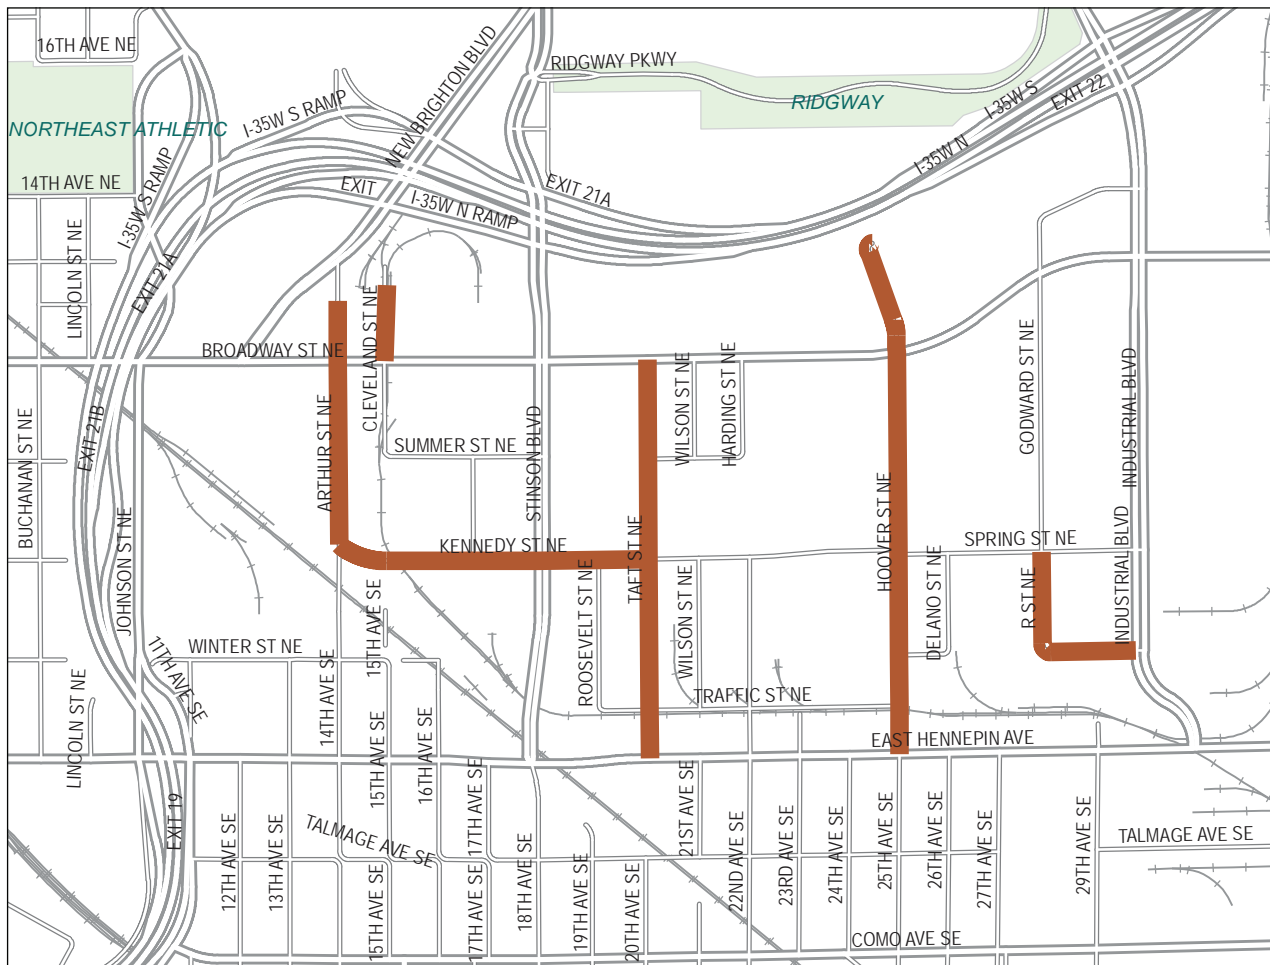 16TH AVE NE
NEW BRIGHTON BLVD
RIDGWAY PKWY
I-35W S RAMP
RIDGWAY
I-35W S
EXIT 22
NORTHEAST ATHLETIC
I-35W N
14TH AVE NE
I-35W S RAMP
EXIT
I-35W N RAMP
EXIT 21A
LINCOLN ST NE
EXIT 21A
CLEVELAND ST NE
BROADWAY ST NE
WILSON ST NE
HARDING ST NE
GODWARD ST NE
INDUSTRIAL BLVD
BUCHANAN ST NE
EXIT 21B
ARTHUR ST NE
SUMMER ST NE
STINSON BLVD
JOHNSON ST NE
KENNEDY ST NE
TAFT ST NE
HOOVER ST NE
SPRING ST NE
INDUSTRIAL BLVD
DELANO ST NE
R ST NE
ROOSEVELT ST NE
WILSON ST NE
15TH AVE SE
WINTER ST NE
11TH AVE SE
LINCOLN ST NE
14TH AVE SE
15TH AVE SE
16TH AVE SE
TRAFFIC ST NE
EAST HENNEPIN AVE
EXIT 19
17TH AVE SE
21ST AVE SE
12TH AVE SE
13TH AVE SE
TALMAGE AVE SE
15TH AVE SE
17TH AVE SE
18TH AVE SE
19TH AVE SE
20TH AVE SE
22ND AVE SE
23RD AVE SE
24TH AVE SE
25TH AVE SE
26TH AVE SE
27TH AVE SE
29TH AVE SE
TALMAGE AVE SE
COMO AVE SE